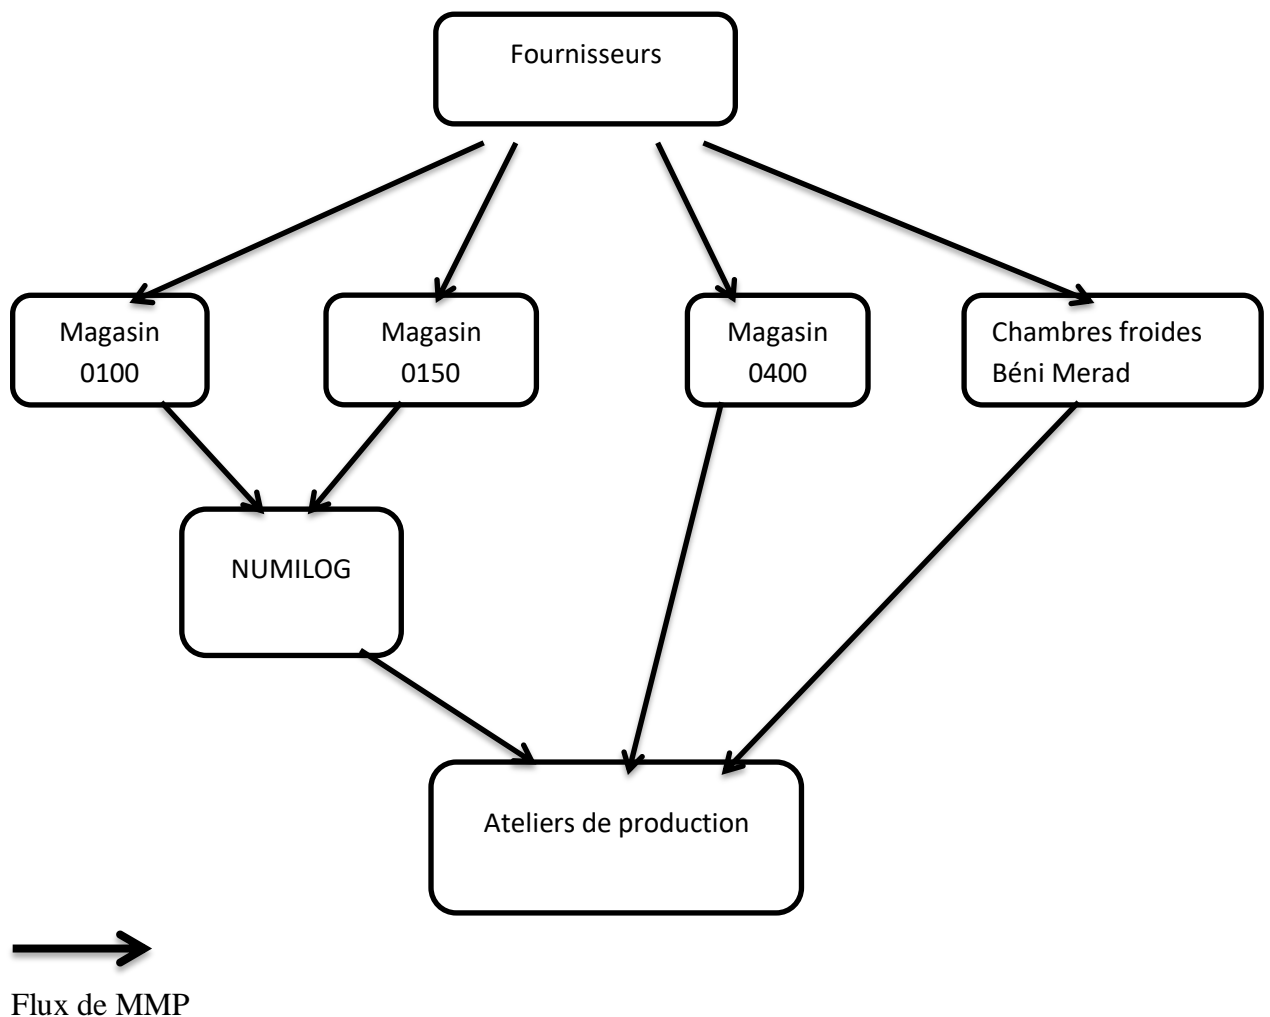 Fournisseurs
Magasin
0100
Magasin
0150
Magasin
0400
Chambres froides
Béni Merad
NUMILOG
Ateliers de production
Flux de MMP